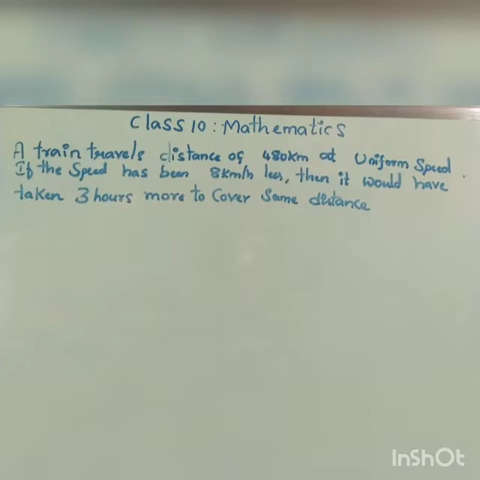 Class 10 : Mathematics
A train travels distance of 480km at Uniform Speed.
If the Speed has been 8km/h less, then it would have
taken 3 hours more to Cover Same distance
InShOt